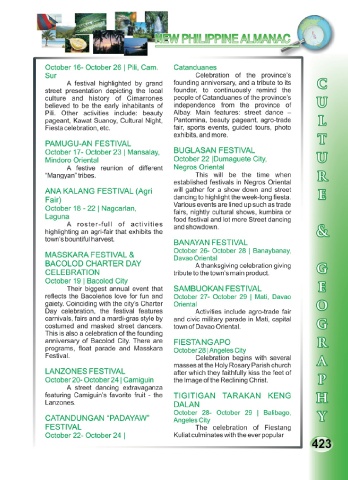 NEW PHILIPPINE ALMANAC
October 16- October 26 | Pili, Cam.
Sur
A festival highlighted by grand
street presentation depicting the local
culture and history of Cimarrones
believed to be the early inhabitants of
Pili. Other activities include: beauty
pageant, Kawat Suanoy, Cultural Night,
Fiesta celebration, etc.
PAMUGU-AN FESTIVAL
October 17- October 23 | Mansalay,
Mindoro Oriental
A festive reunion of different
"Mangyan" tribes.
ANA KALANG FESTIVAL (Agri
Fair)
October 18 - 22 | Nagcarlan,
Laguna
A roster-full of activities
highlighting an agri-fair that exhibits the
town's bountiful harvest.
MASSKARA FESTIVAL &
BACOLOD CHARTER DAY
CELEBRATION
October 19 | Bacolod City
Their biggest annual event that
reflects the Bacoleños love for fun and
gaiety. Coinciding with the city's Charter
Day celebration, the festival features
carnivals, fairs and a mardi-gras style by
costumed and masked street dancers.
This is also a celebration of the founding
anniversary of Bacolod City. There are
programs, float parade and Masskara
Festival.
LANZONES FESTIVAL
October 20- October 24 | Camiguin
A street dancing extravaganza
featuring Camiguin's favorite fruit - the
Lanzones.
CATANDUNGAN "PADAYAW"
FESTIVAL
October 22- October 24 |
Catanduanes
Celebration of the province's
founding anniversary, and a tribute to its
founder, to continuously remind the
people of Catanduanes of the province's
independence from the province of
Albay. Main features: street dance -
Pantomina, beauty pageant, agro-trade
fair, sports events, guided tours, photo
exhibits, and more.
BUGLASAN FESTIVAL
October 22 |Dumaguete City,
Negros Oriental
This will be the time when
established festivals in Negros Oriental
will gather for a show down and street
dancing to highlight the week-long fiesta.
Various events are lined up such as trade
fairs, nightly cultural shows, kumbira or
food festival and lot more Street dancing
and showdown.
BANAYAN FESTIVAL
October 26- October 28 | Banaybanay,
Davao Oriental
A thanksgiving celebration giving
tribute to the town's main product.
SAMBUOKAN FESTIVAL
October 27- October 29 | Mati, Davao
Oriental
Activities include agro-trade fair
and civic military parade in Mati, capital
town of Davao Oriental.
FIESTANG APO
October 28 | Angeles City
Celebration begins with several
masses at the Holy Rosary Parish church
after which they faithfully kiss the feet of
the Image of the Reclining Christ.
TIGITIGAN TARAKAN KENG
DALAN
October 28- October 29 | Balibago,
Angeles City
The celebration of Fiestang
Kuliat culminates with the ever popular
C
U
L
T
U
R
E
&
G
E
O
G
R
A
P
H
Y
423